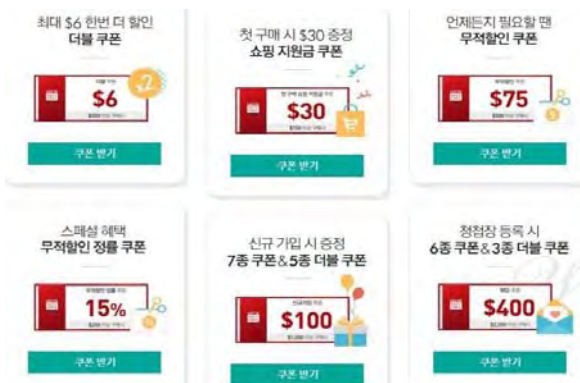 최대 $6 한번 더 할인
더블 쿠폰
$6
x2
쿠폰 받기
첫 구매 시 $30 증정
쇼핑 지원금 쿠폰
$30
쿠폰 받기
언제든지 필요할 땐
무적할인 쿠폰
$75
쿠폰 받기
스페셜 혜택
무적할인 정률 쿠폰
15%
쿠폰 받기
신규 가입 시 증정
7종 쿠폰&5종 더블 쿠폰
$100
쿠폰 받기
청첩장 등록 시
6종 쿠폰&3종 더블 쿠폰
$400
쿠폰 받기